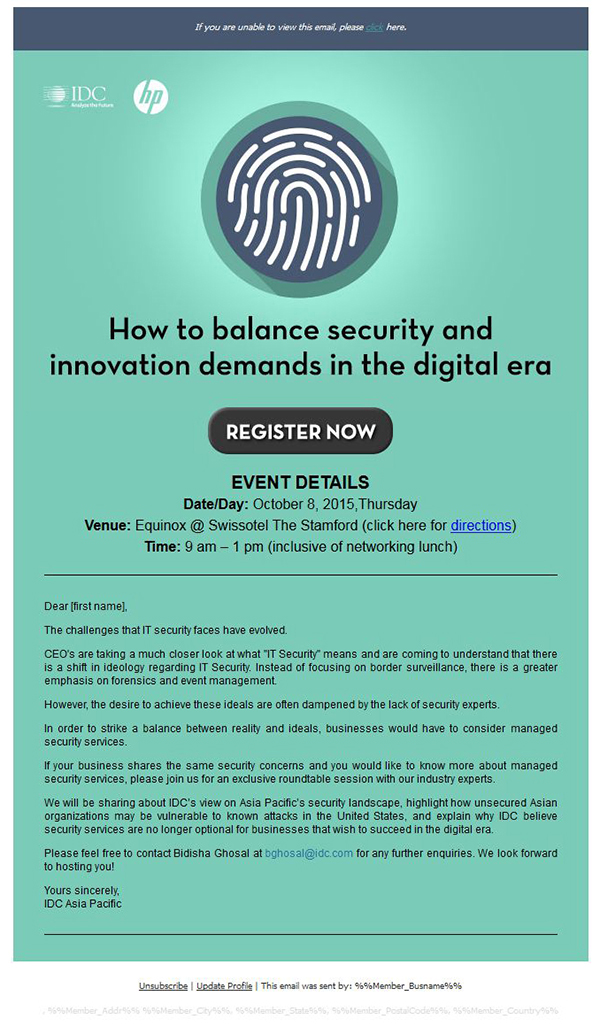 If you are unable to view this email, please click here.
IDC
Analyze the Future
hp
How to balance security and
innovation demands in the digital era
REGISTER NOW
EVENT DETAILS
Date/Day: October 8, 2015,Thursday
Venue: Equinox @ Swissotel The Stamford (click here for directions)
Time: 9 am – 1 pm (inclusive of networking lunch)
Dear [first name],
The challenges that IT security faces have evolved.
CEO's are taking a much closer look at what "IT Security" means and are coming to understand that there
is a shift in ideology regarding IT Security. Instead of focusing on border surveillance, there is a greater
emphasis on forensics and event management.
However, the desire to achieve these ideals are often dampened by the lack of security experts.
In order to strike a balance between reality and ideals, businesses would have to consider managed
security services.
If your business shares the same security concerns and you would like to know more about managed
security services, please join us for an exclusive roundtable session with our industry experts.
We will be sharing about IDC's view on Asia Pacific's security landscape, highlight how unsecured Asian
organizations may be vulnerable to known attacks in the United States, and explain why IDC believe
security services are no longer optional for businesses that wish to succeed in the digital era.
Please feel free to contact Bidisha Ghosal at bghosal@idc.com for any further enquiries. We look forward
to hosting you!
Yours sincerely,
IDC Asia Pacific
Unsubscribe | Update Profile | This email was sent by: %%Member_Busname%%
, %%Member_Addr%% %%Member_City%%, %%Member_State%%, %%Member_PostalCode%%, %%Member_Country%%